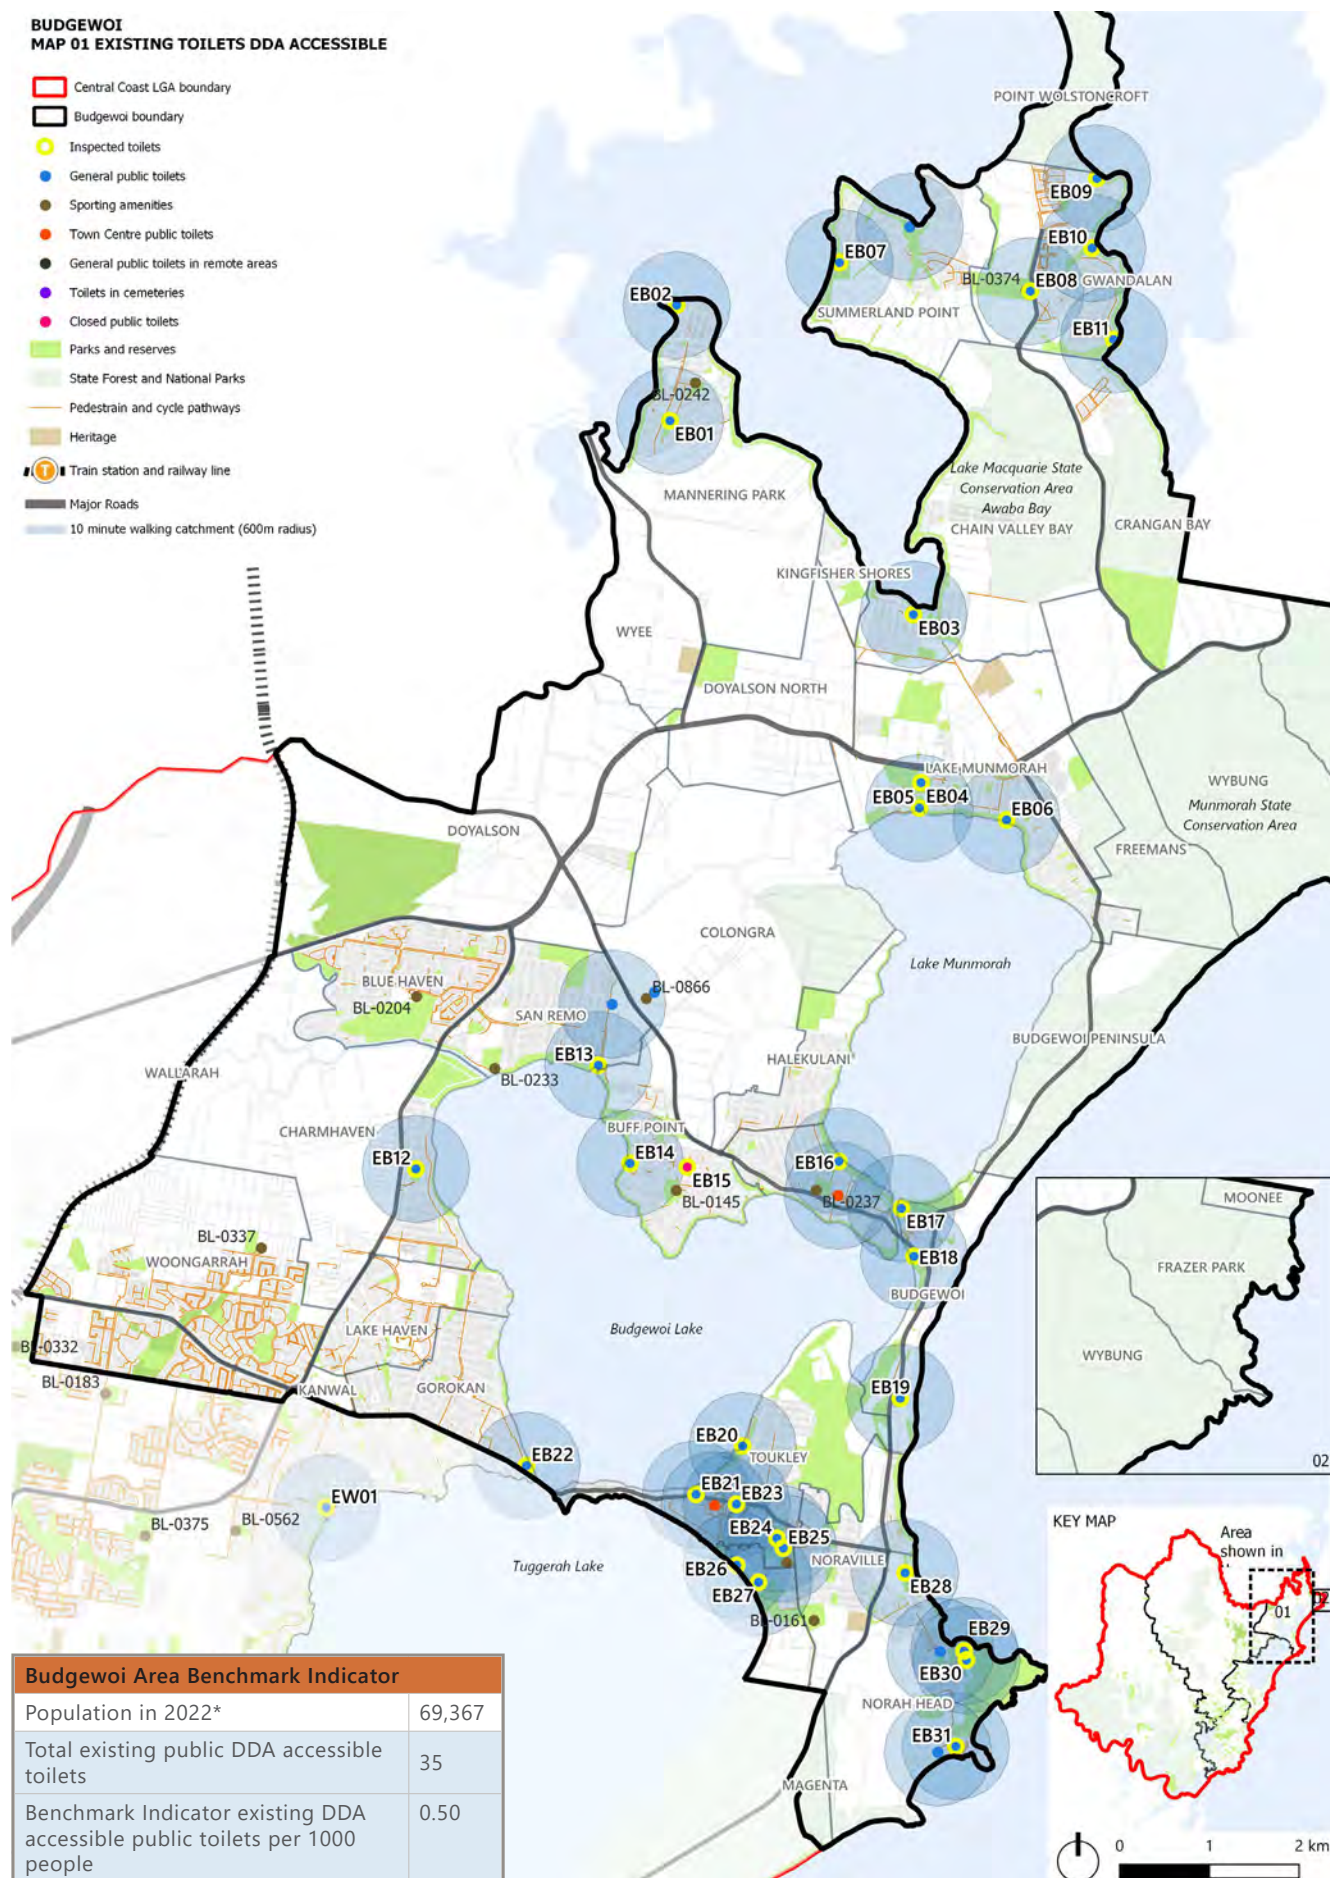 BUDGEWOI
MAP 01 EXISTING TOILETS DDA ACCESSIBLE
Central Coast LGA boundary
Budgewoi boundary
Inspected toilets
General public toilets
Sporting amenities
Town Centre public toilets
General public toilets in remote areas
Toilets in cemeteries
Closed public toilets
Parks and reserves
State Forest and National Parks
Pedestrain and cycle pathways
Heritage
T Train station and railway line
Major Roads
10 minute walking catchment (600m radius)
POINT WOLSTONCROFT
EB09
EB10
EB07
BL-0374
EB08
GWANDALAN
EB02
SUMMERLAND POINT
EB11
BL-0242
EB01
Lake Macquarie State
Conservation Area
Awaba Bay
MANNERING PARK
CHAIN VALLEY BAY
CRANGAN BAY
KINGFISHER SHORES
EB03
WYEE
DOYALSON NORTH
LAKE MUNMORAH
WYBUNG
EB05
EB04
EB06
Munmorah State
Conservation Area
DOYALSON
FREEMANS
COLONGRA
Lake Munmorah
BLUE HAVEN
BL-0866
BL-0204
SAN REMO
EB13
HALEKULANI
BUDGEWOI PENINSULA
WALLARAH
BL-0233
CHARMHAVEN
BUFF POINT
EB12
EB14
EB15
EB16
BL-0145
BL-0237
EB17
MOONEE
BL-0337
EB18
WOONGARRAH
FRAZER PARK
BUDGEWOI
LAKE HAVEN
Budgewoi Lake
BL-0332
WYBUNG
BL-0183
KANWAL
GOROKAN
EB19
EB20
EB22
TOUKLEY
02
EB21
EB23
EW01
BL-0375
BL-0562
EB24
EB25
KEY MAP
Area
shown in
Tuggerah Lake
EB26
NORAVILLE
EB27
EB28
BL-0161
01
02
EB29
EB30
NORAH HEAD
EB31
MAGENTA
Budgewoi Area Benchmark Indicator
Population in 2022* 69,367
Total existing public DDA accessible
toilets 35
Benchmark Indicator existing DDA 0.50
accessible public toilets per 1000
people
0 1 2 km